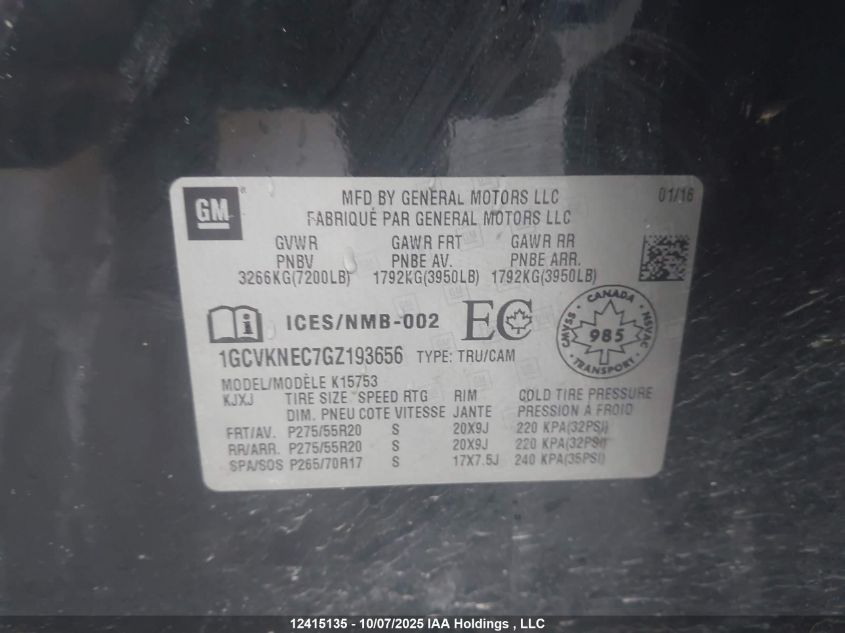 GM
MFD BY GENERAL MOTORS LLC
01/16
FABRIQUÉ PAR GENERAL MOTORS LLC
GVWR GAWR FRT GAWR RR
PNBV PNBE AV. PNBE ARR.
3266KG(7200LB) 1792KG(3950LB) 1792KG(3950LB)
ICES/NMB-002 EC
CANADA
CMVSS 985 NSVAC
TRANSPORT
1GCVKNEC7GZ193656 TYPE: TRU/CAM
MODEL/MODÈLE K15753
KJXJ TIRE SIZE SPEED RTG RIM COLD TIRE PRESSURE
DIM. PNEU COTE VITESSE JANTE PRESSION A FROID
FRT/AV. P275/55R20 S 20X9J 220 KPA(32PSI)
RR/ARR. P275/55R20 S 20X9J 220 KPA(32PSI)
SPA/SOS P265/70R17 S 17X7.5J 240 KPA(35PSI)
12415135 - 10/07/2025 IAA Holdings , LLC